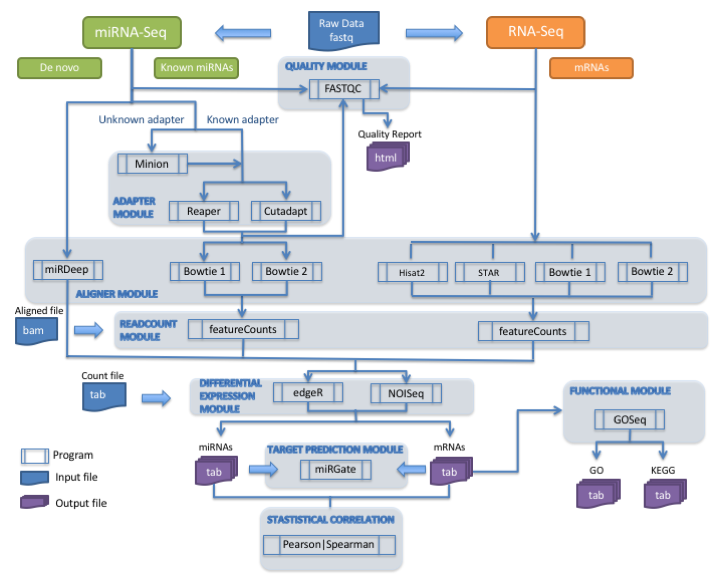 Raw Data
fastq
miRNA-Seq
RNA-Seq
De novo
Known miRNAs
mRNAs
QUALITY MODULE
FASTQC
Unknown adapter
Known adapter
Quality Report
html
Minion
ADAPTER
MODULE
Reaper
Cutadapt
miRDeep
Bowtie 1
Bowtie 2
Hisat2
STAR
Bowtie 1
Bowtie 2
ALIGNER MODULE
Aligned file
bam
READCOUNT
MODULE
featureCounts
featureCounts
Count file
tab
DIFFERENTIAL
EXPRESSION
MODULE
edgeR
NOISeq
FUNCTIONAL MODULE
GOSeq
miRNAs
tab
TARGET PREDICTION MODULE
miRGate
mRNAs
tab
GO
tab
KEGG
tab
Program
Input file
Output file
STASTISTICAL CORRELATION
Pearson|Spearman